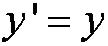 y' = y